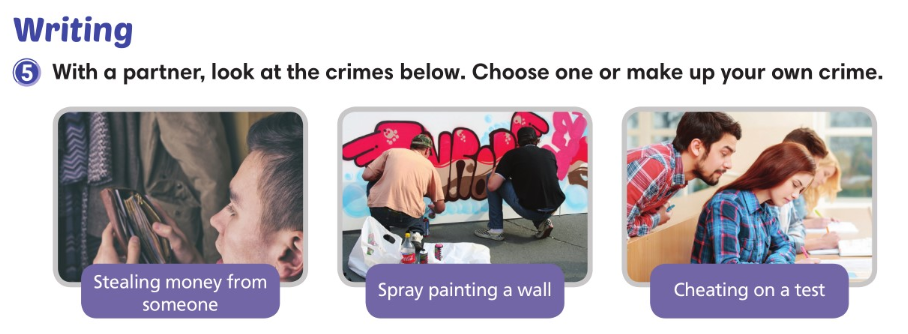 Writing
5 With a partner, look at the crimes below. Choose one or make up your own crime.
Stealing money from
someone
Spray painting a wall
Cheating on a test